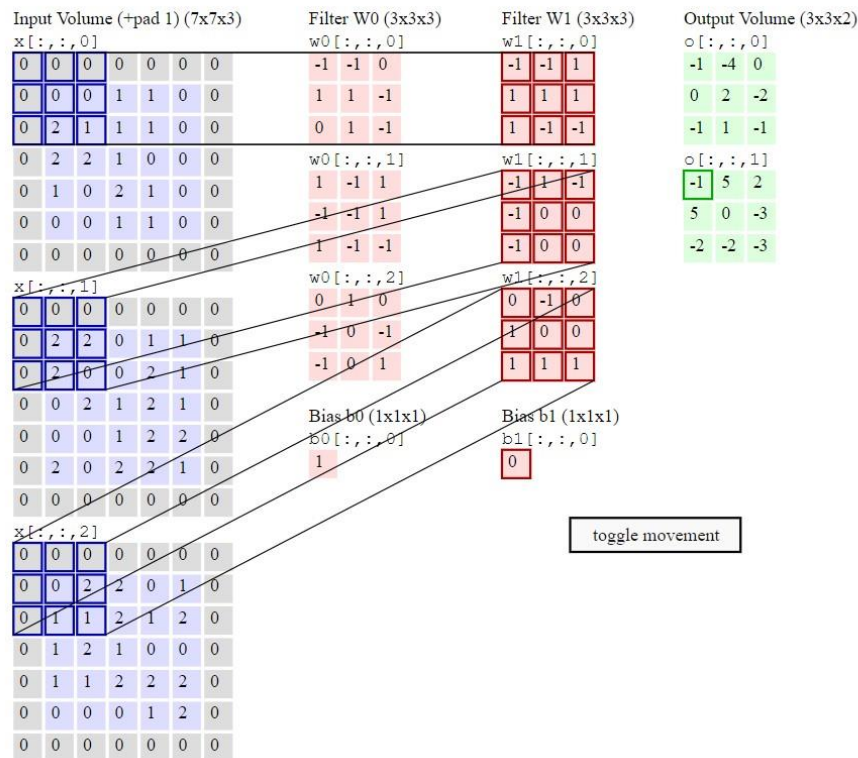 Input Volume (+pad 1) (7x7x3)
x[:,:,0]
0 0 0 0 0 0 0
0 0 0 1 1 0 0
0 2 1 1 1 0 0
0 2 2 1 0 0 0
0 1 0 2 1 0 0
0 0 0 1 1 0 0
0 0 0 0 0 0 0
x[:,:,1]
0 0 0 0 0 0 0
0 2 2 0 1 1 0
0 2 0 0 2 1 0
0 0 2 1 2 1 0
0 0 0 1 2 2 0
0 2 0 2 2 1 0
0 0 0 0 0 0 0
x[:,:,2]
0 0 0 0 0 0 0
0 0 2 2 0 1 0
0 1 1 2 1 2 0
0 1 2 1 0 0 0
0 1 1 2 2 2 0
0 0 0 0 1 2 0
0 0 0 0 0 0 0
Filter W0 (3x3x3)
w0[:,:,0]
-1 -1 0
1 1 -1
0 1 -1
w0[:,:,1]
1 -1 1
-1 -1 1
1 -1 -1
w0[:,:,2]
0 1 0
-1 0 -1
-1 0 1
Bias b0 (1x1x1)
b0[:,:,0]
1
Filter W1 (3x3x3)
w1[:,:,0]
-1 -1 1
1 1 1
1 -1 -1
w1[:,:,1]
-1 1 -1
-1 0 0
-1 0 0
w1[:,:,2]
0 -1 0
1 0 0
1 1 1
Bias b1 (1x1x1)
b1[:,:,0]
0
Output Volume (3x3x2)
o[:,:,0]
-1 -4 0
0 2 -2
-1 1 -1
o[:,:,1]
-1 5 2
5 0 -3
-2 -2 -3
toggle movement